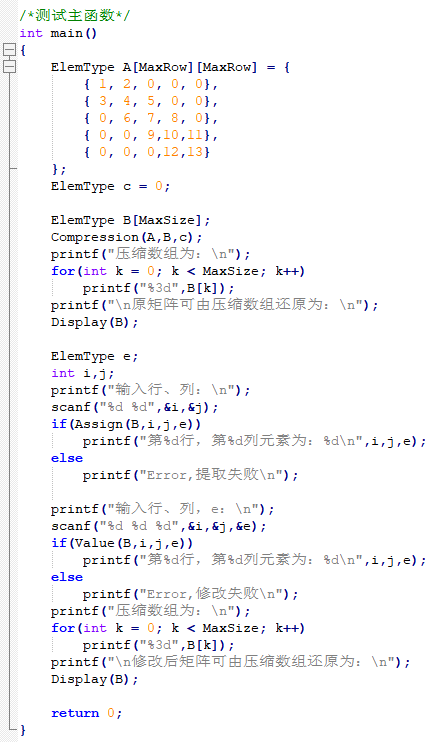 /*测试主函数*/
int main()
{
    ElemType A[MaxRow][MaxRow] = {
        { 1, 2, 0, 0, 0},
        { 3, 4, 5, 0, 0},
        { 0, 6, 7, 8, 0},
        { 0, 0, 9,10,11},
        { 0, 0, 0,12,13}
    };
    ElemType c = 0;

    ElemType B[MaxSize];
    Compression(A,B,c);
    printf("压缩数组为：\n");
    for(int k = 0; k < MaxSize; k++)
        printf("%3d",B[k]);
    printf("\n原矩阵可由压缩数组还原为：\n");
    Display(B);

    ElemType e;
    int i,j;
    printf("输入行、列：\n");
    scanf("%d %d",&i,&j);
    if(Assign(B,i,j,e))
        printf("第%d行，第%d列元素为：%d\n",i,j,e);
    else
        printf("Error,提取失败\n");

    printf("输入行、列，e：\n");
    scanf("%d %d %d",&i,&j,&e);
    if(Value(B,i,j,e))
        printf("第%d行，第%d列元素为：%d\n",i,j,e);
    else
        printf("Error,修改失败\n");
    printf("压缩数组为：\n");
    for(int k = 0; k < MaxSize; k++)
        printf("%3d",B[k]);
    printf("\n修改后矩阵可由压缩数组还原为：\n");
    Display(B);

    return 0;
}